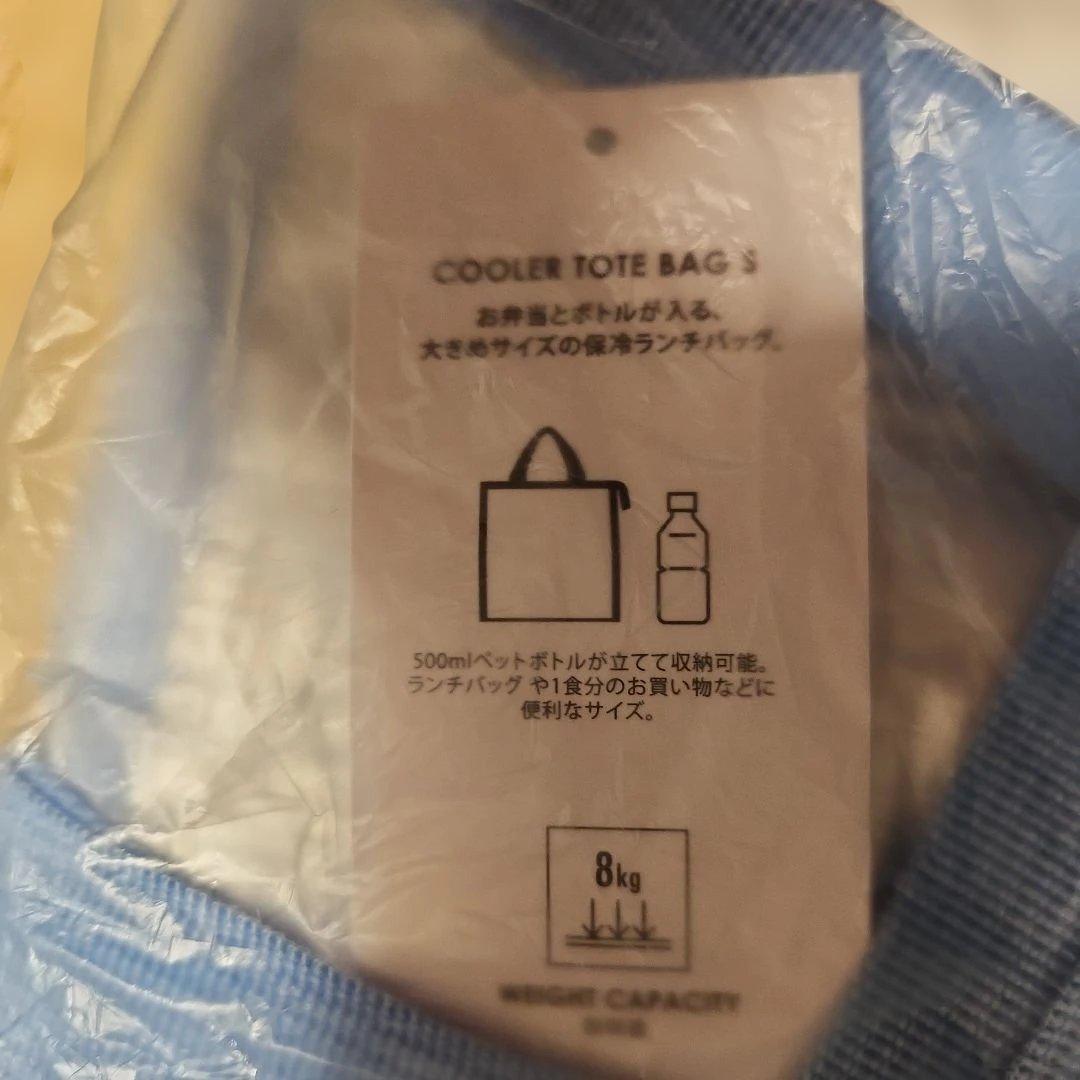 COOLER TOTE BAG S
お弁当とボトルが入る、
大きめサイズの保冷ランチバッグ。
500mlペットボトルが立てて収納可能。
ランチバッグ や1食分のお買い物などに
便利なサイズ。
8kg
WEIGHT CAPACITY